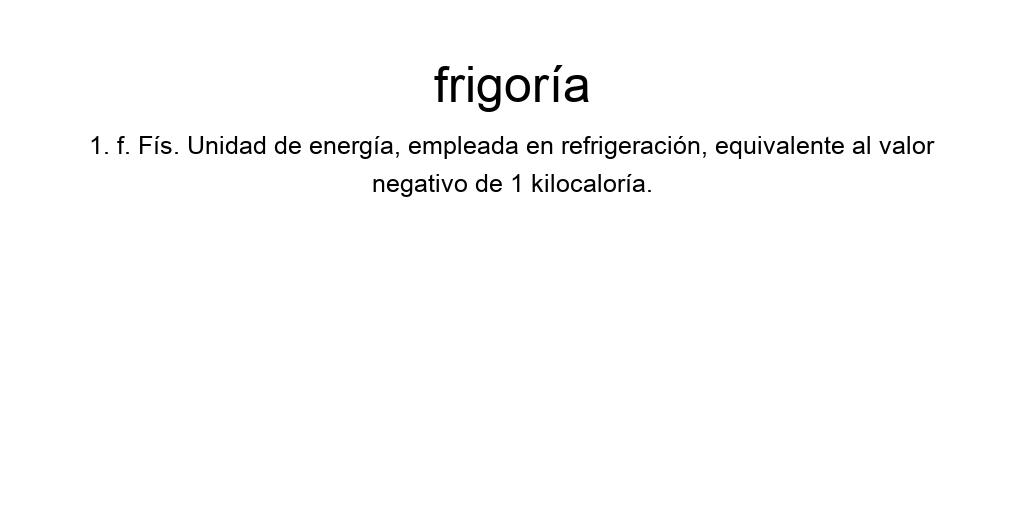 frigoría
1. f. Fís. Unidad de energía, empleada en refrigeración, equivalente al valor
negativo de 1 kilocaloría.